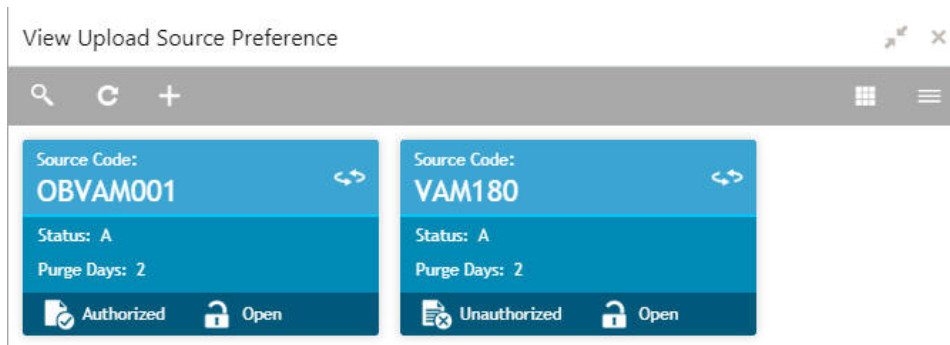 View Upload Source Preference
Source Code:
OBVAM001
Status: A
Purge Days: 2
Authorized
Open
Source Code:
VAM180
Status: A
Purge Days: 2
Unauthorized
Open